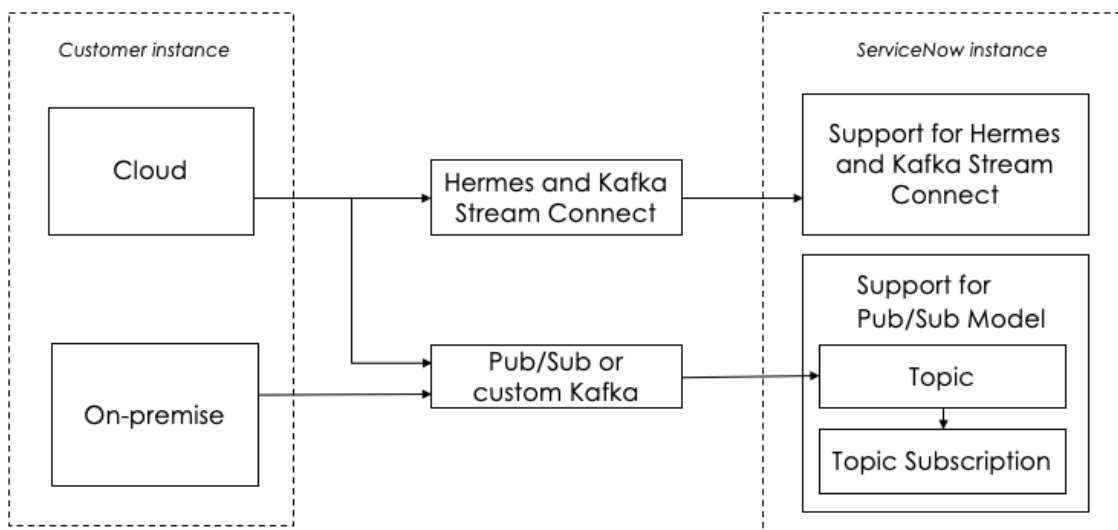 Customer instance
Cloud
On-premise
Hermes and Kafka
Stream Connect
Pub/Sub or
custom Kafka
ServiceNow instance
Support for Hermes
and Kafka Stream
Connect
Support for
Pub/Sub Model
Topic
Topic Subscription